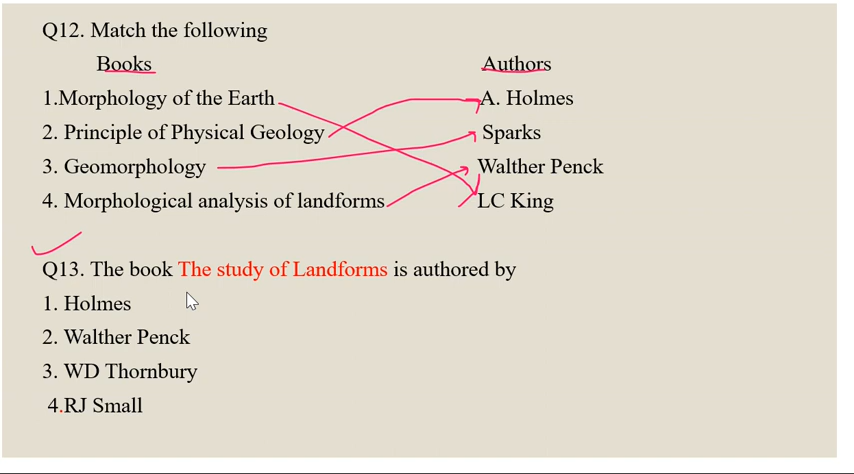 Q12. Match the following
Books Authors
1.Morphology of the Earth A. Holmes
2. Principle of Physical Geology Sparks
3. Geomorphology Walther Penck
4. Morphological analysis of landforms LC King
Q13. The book The study of Landforms is authored by
1. Holmes
2. Walther Penck
3. WD Thornbury
4.RJ Small